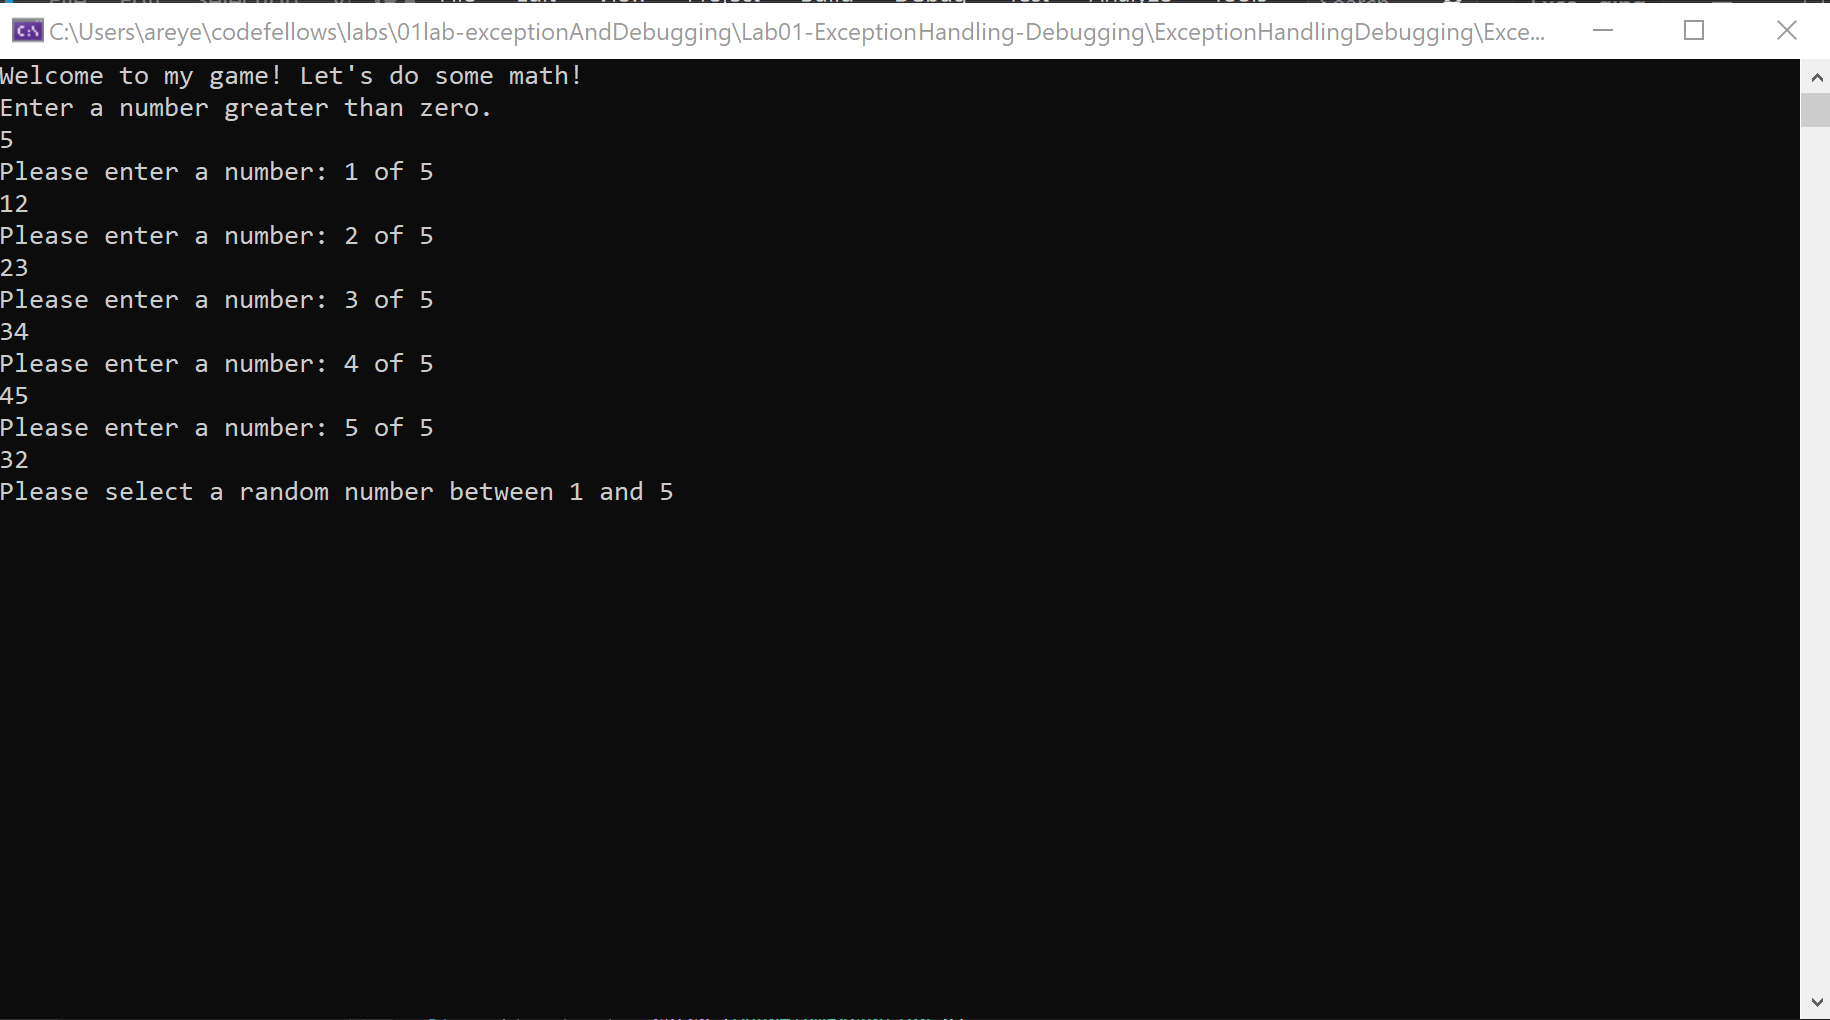 C:\Users\areye\codefellows\labs\01lab-exceptionAndDebugging\Lab01-ExceptionHandling-Debugging\ExceptionHandlingDebugging\Exce...
Welcome to my game! Let's do some math!
Enter a number greater than zero.
5
Please enter a number: 1 of 5
12
Please enter a number: 2 of 5
23
Please enter a number: 3 of 5
34
Please enter a number: 4 of 5
45
Please enter a number: 5 of 5
32
Please select a random number between 1 and 5